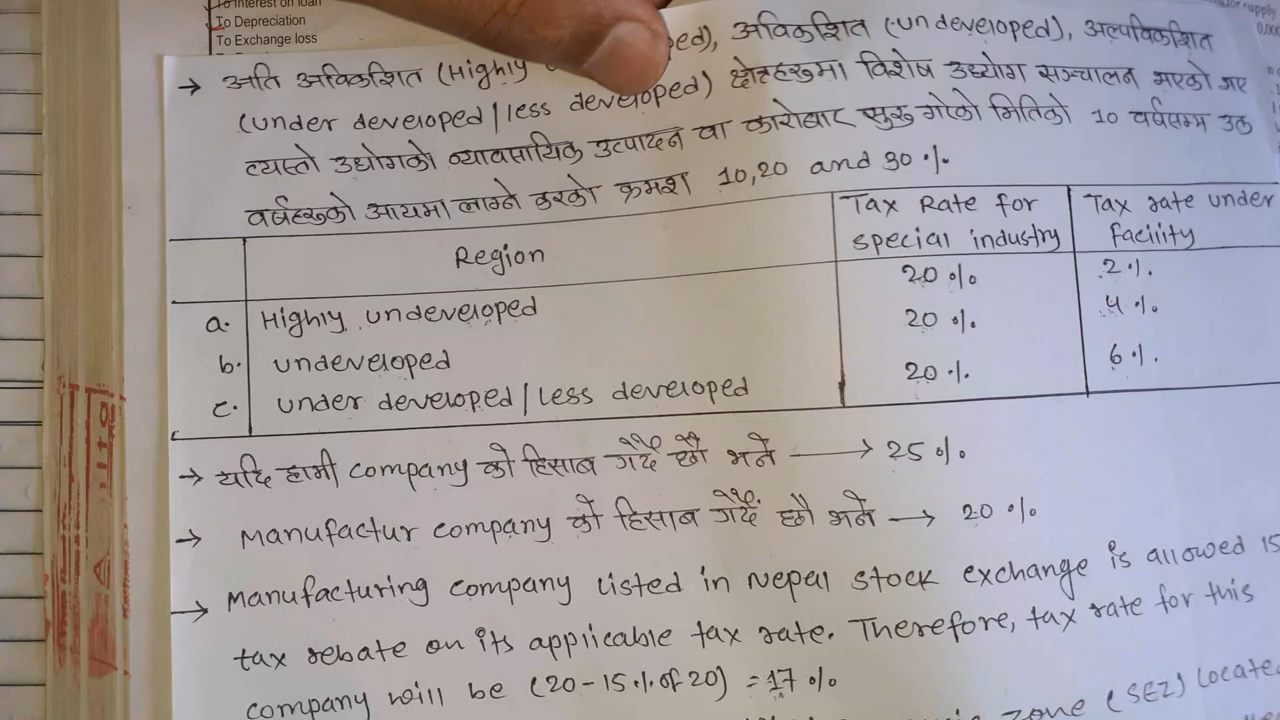 To Interest on loan
To Depreciation
To Exchange loss
→ अति अविकशित (Highly ped), अविकशित (undeveloped), अल्पविकशित
(under developed/less developed) क्षेत्रहरुमा विशेष उद्योग सञ्चालन भएको भए
त्यस्तो उद्योगको व्यावसायिक उत्पादन वा कारोबार सुरु गरेको मितिको 10 वर्षसम्म उक्त
वर्षहरुको आयमा लाग्ने करको क्रमश 10,20 and 30%.
Region Tax Rate for special industry Tax rate under facility
a. Highly undeveloped 20% 2%.
b. undeveloped 20% 4%.
c. under developed/less developed 20% 6%.
→ यदि हामी company को हिसाब गर्दै छौ भने → 25%.
→ Manufactur company को हिसाब गर्दै छौ भने → 20%.
→ Manufacturing company listed in Nepal stock exchange is allowed 15
tax rebate on its applicable tax rate. Therefore, tax rate for this
company will be (20-15% of 20) = 17%
zone (SEZ) located